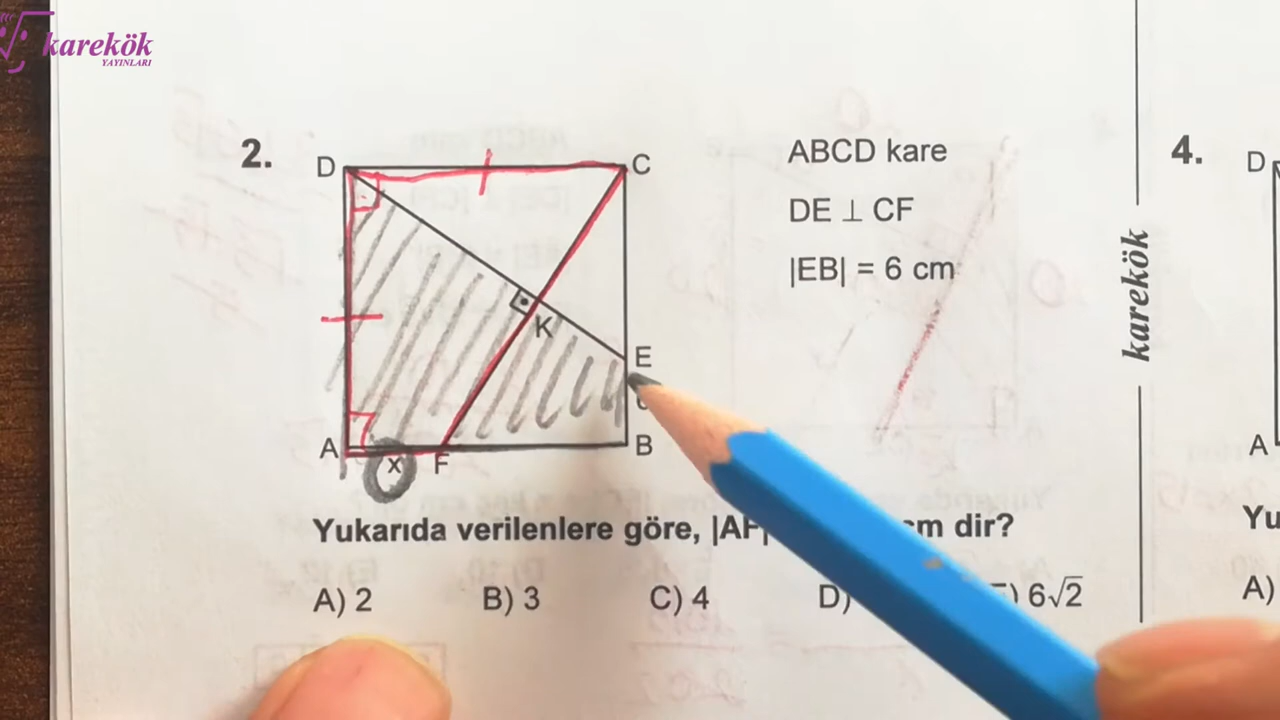 karekök
YAYINLARI
2.
D
C
K
E
6
A
x
F
B
ABCD kare
DE ⊥ CF
|EB| = 6 cm
Yukarıda verilenlere göre, |AF| cm dir?
A) 2
B) 3
C) 4
D)
) 6√2
karekök
4.
D
A
Yu
A)